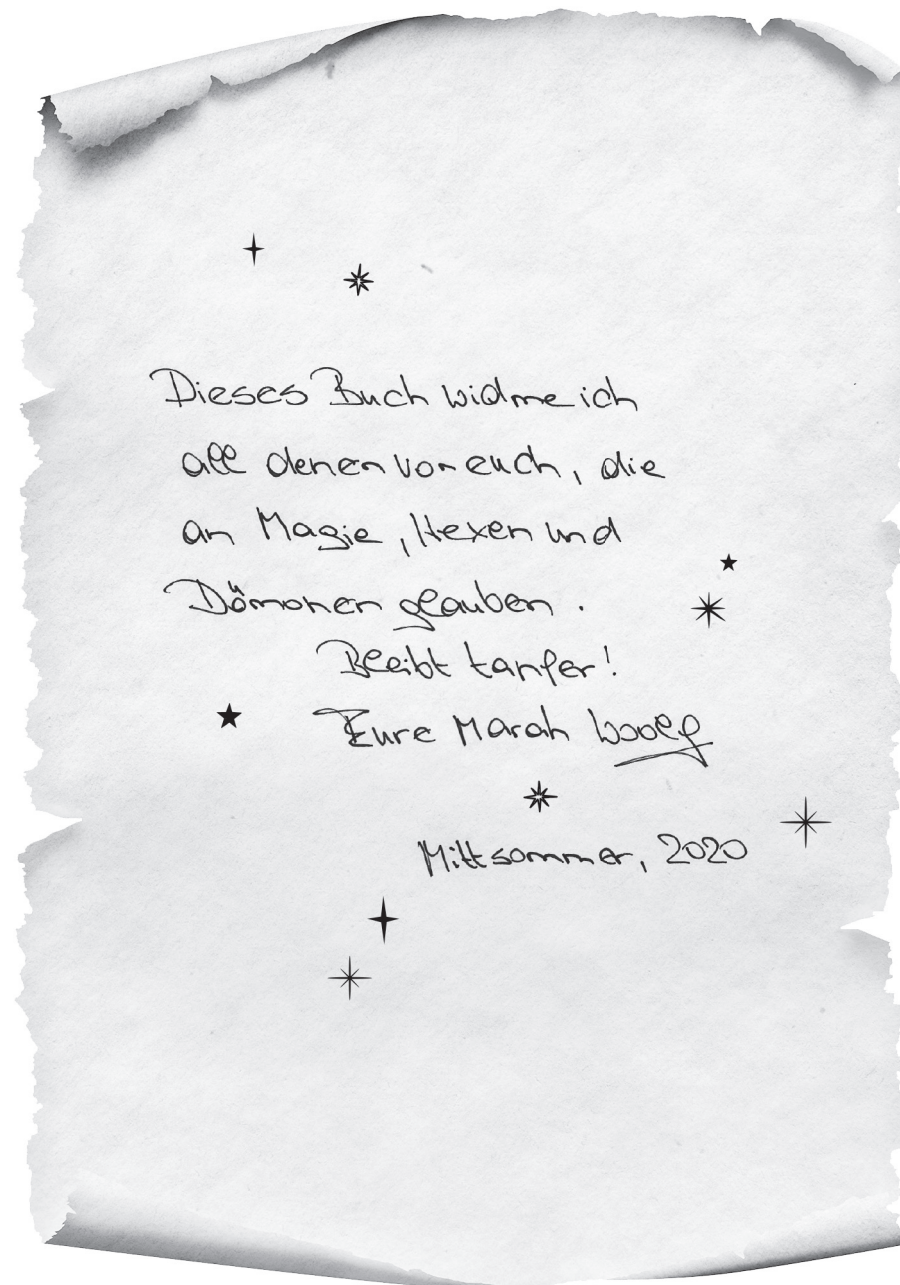 Dieses Buch widme ich
all denen von euch, die
an Magie, Hexen und
Dämonen glauben.
Bleibt tapfer!
Eure Marah Woolf
Mittsommer, 2020